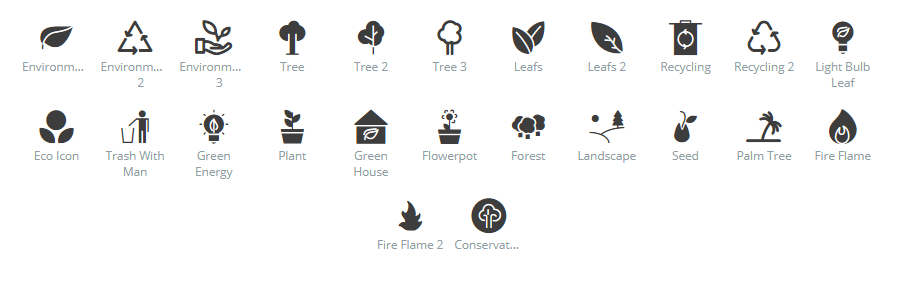 Environm... Environm... Environm... Tree Tree 2 Tree 3 Leafs Leafs 2 Recycling Recycling 2 Light Bulb
2 3 Leaf
Eco Icon Trash With Green Plant Green Flowerpot Forest Landscape Seed Palm Tree Fire Flame
Man Energy House
Fire Flame 2 Conservat...